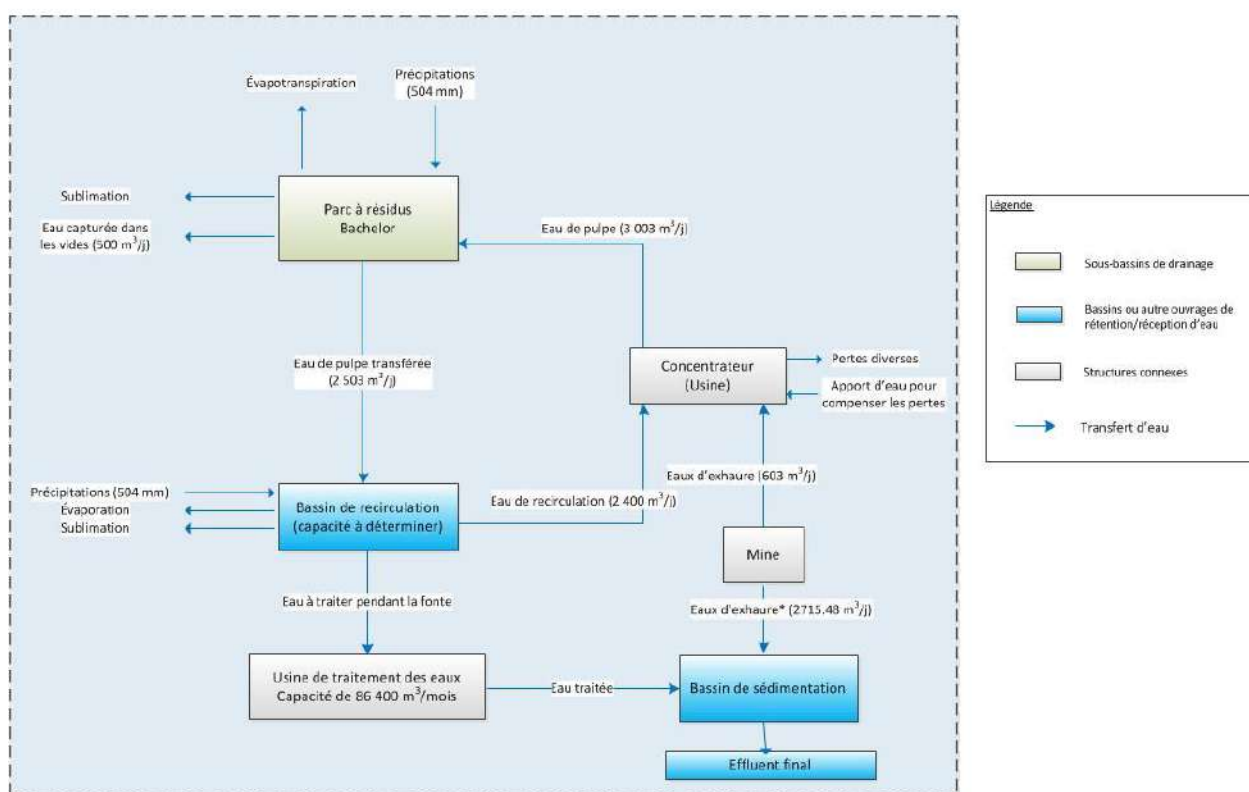 Évapotranspiration
Précipitations
(504 mm)
Sublimation
Eau capturée dans
les vides (500 m³/j)
Parc à résidus
Bachelor
Eau de pulpe (3 003 m³/j)
Eau de pulpe transférée
(2 503 m³/j)
Concentrateur
(Usine)
Pertes diverses
Apport d'eau pour
compenser les pertes
Eaux d'exhaure (603 m³/j)
Précipitations (504 mm)
Évaporation
Sublimation
Bassin de recirculation
(capacité à déterminer)
Eau de recirculation (2 400 m³/j)
Mine
Eau à traiter pendant la fonte
Eaux d'exhaure* (2715.48 m³/j)
Usine de traitement des eaux
Capacité de 86 400 m³/mois
Eau traitée
Bassin de sédimentation
Effluent final
Légende
Sous-bassins de drainage
Bassins ou autre ouvrages de
rétention/réception d'eau
Structures connexes
Transfert d'eau